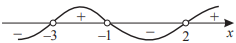 + +
− −3 −1 − 2 x